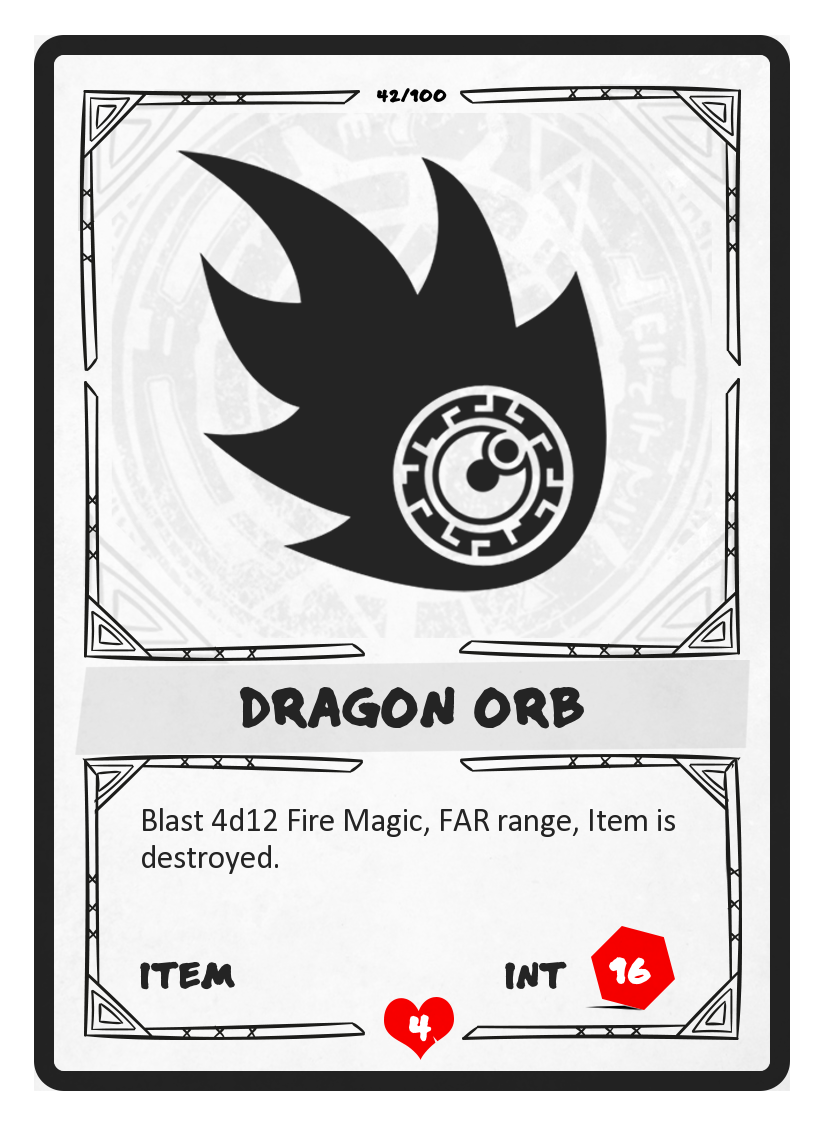 42/100
DRAGON ORB
Blast 4d12 Fire Magic, FAR range, Item is
destroyed.
ITEM
INT 16
4